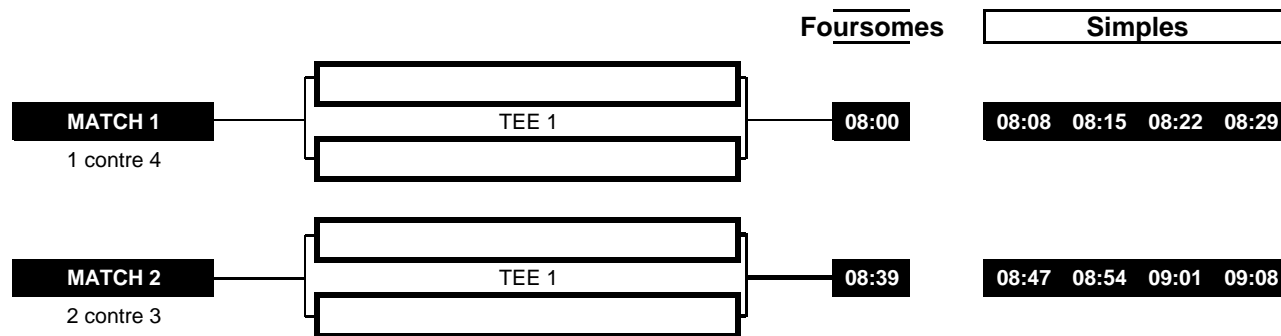 Foursomes Simples
MATCH 1 TEE 1 08:00 08:08 08:15 08:22 08:29
1 contre 4
MATCH 2 TEE 1 08:39 08:47 08:54 09:01 09:08
2 contre 3